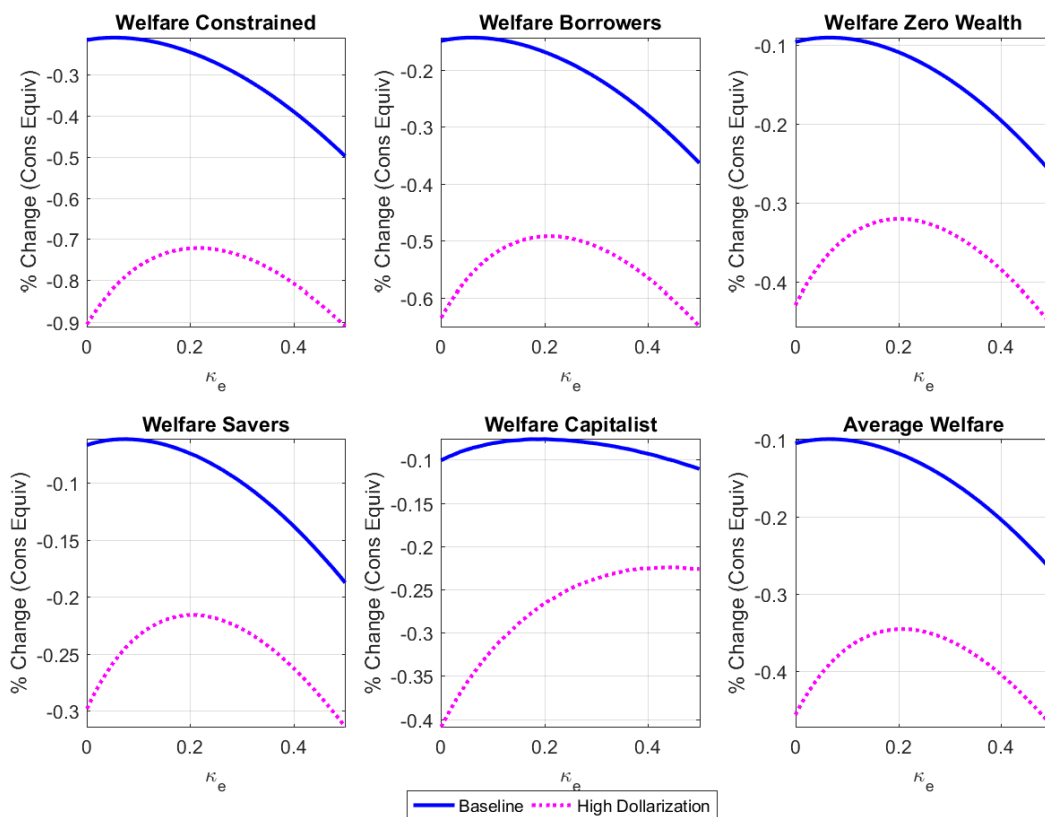 Welfare Constrained
% Change (Cons Equiv)
-0.3
-0.4
-0.5
-0.6
-0.7
-0.8
-0.9
0 0.2 0.4
κe
Welfare Borrowers
% Change (Cons Equiv)
-0.2
-0.3
-0.4
-0.5
-0.6
0 0.2 0.4
κe
Welfare Zero Wealth
% Change (Cons Equiv)
-0.1
-0.2
-0.3
-0.4
0 0.2 0.4
κe
Welfare Savers
% Change (Cons Equiv)
-0.1
-0.15
-0.2
-0.25
-0.3
0 0.2 0.4
κe
Welfare Capitalist
% Change (Cons Equiv)
-0.1
-0.15
-0.2
-0.25
-0.3
-0.35
-0.4
0 0.2 0.4
κe
Average Welfare
% Change (Cons Equiv)
-0.1
-0.2
-0.3
-0.4
0 0.2 0.4
κe
Baseline High Dollarization